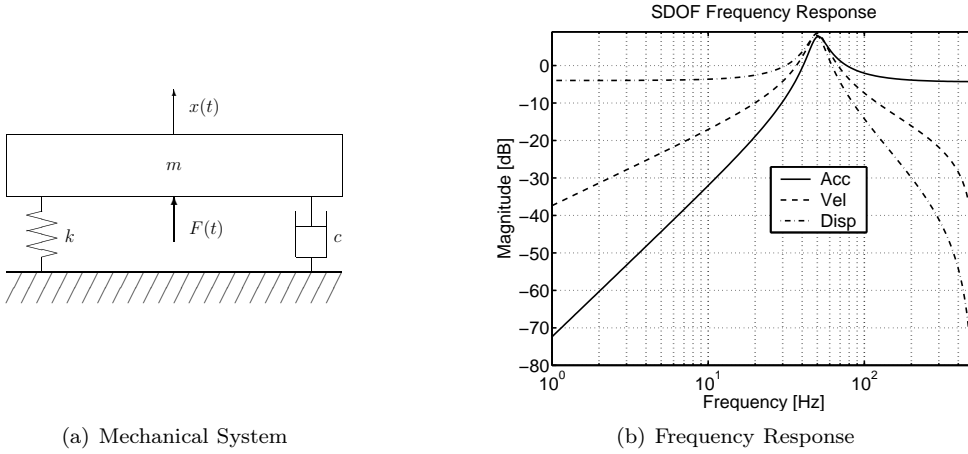 x(t)
m
F(t)
k
c
(a) Mechanical System
SDOF Frequency Response
Magnitude [dB]
0
−10
−20
−30
−40
−50
−60
−70
−80
Acc
Vel
Disp
10^0
10^1
10^2
Frequency [Hz]
(b) Frequency Response